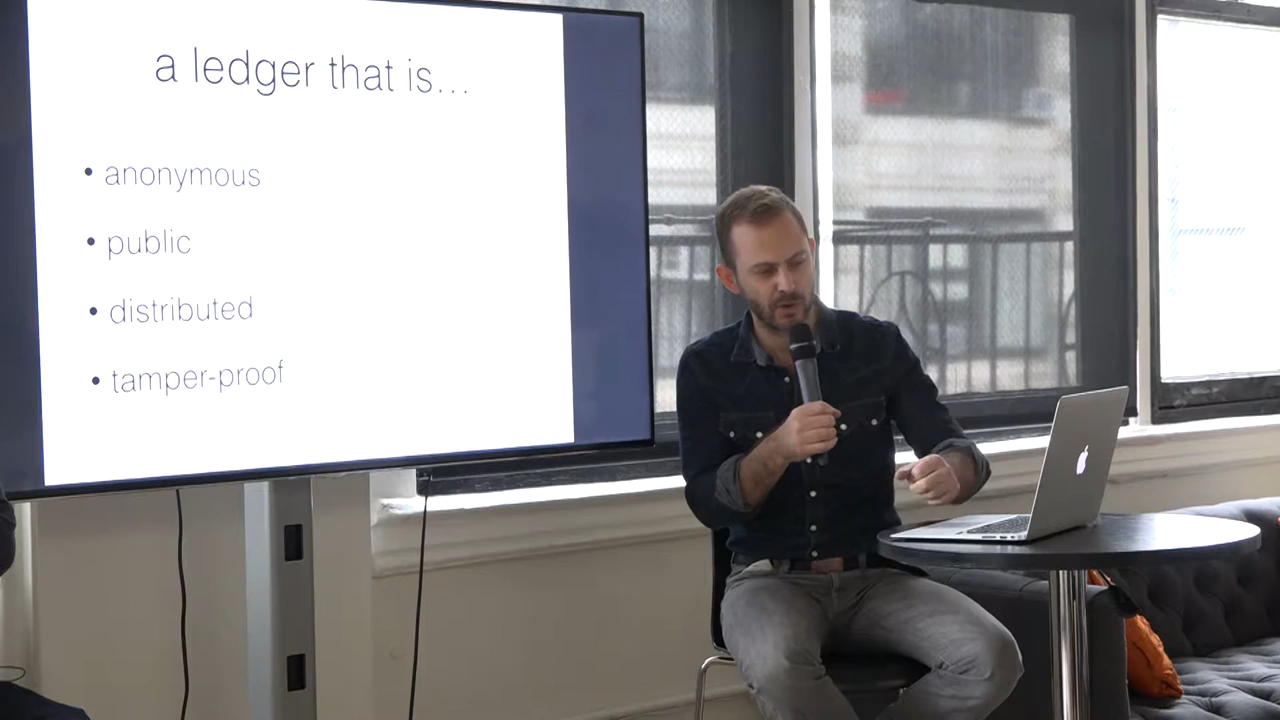 a ledger that is...
• anonymous
• public
• distributed
• tamper-proof